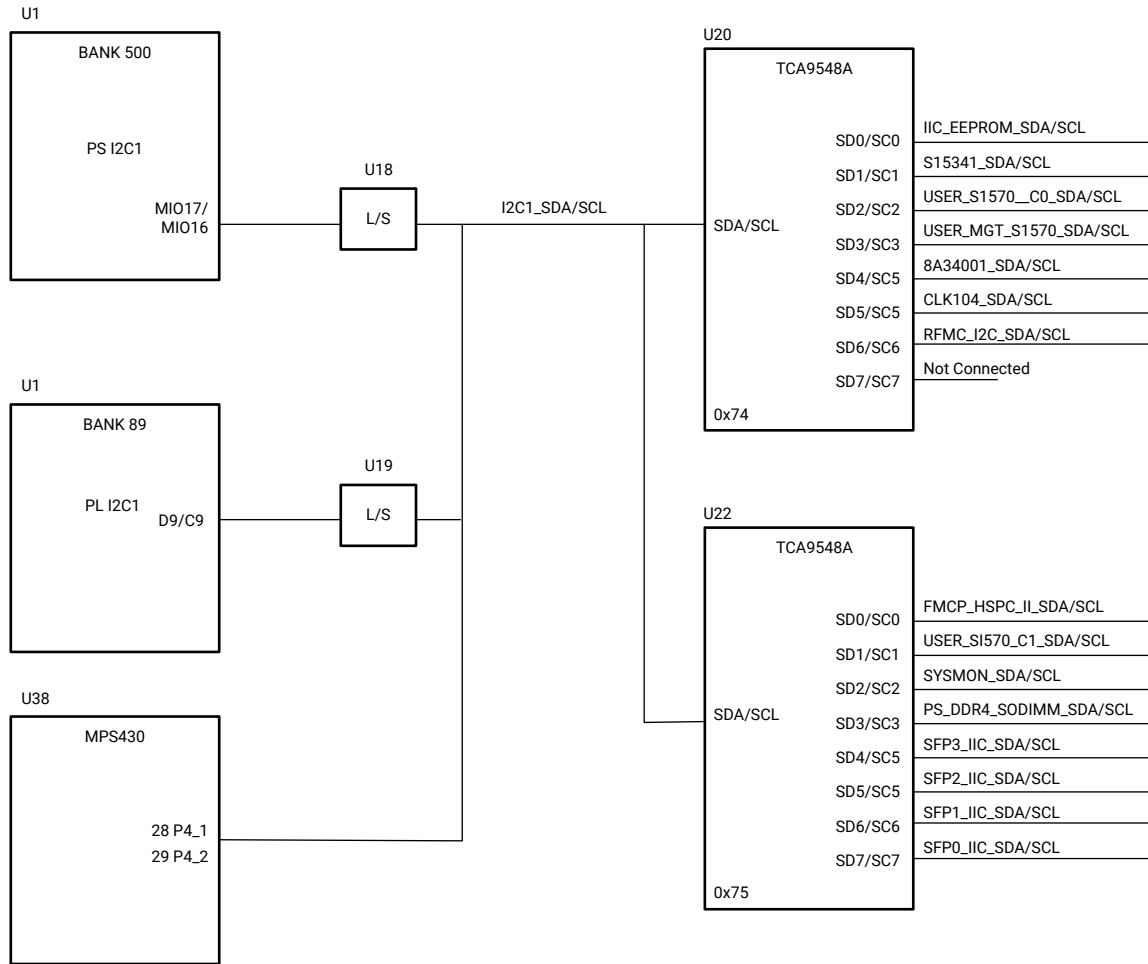 U1
BANK 500
PS I2C1
MIO17/
MIO16
U18
L/S
I2C1_SDA/SCL
U20
TCA9548A
SDA/SCL
SD0/SC0
SD1/SC1
SD2/SC2
SD3/SC3
SD4/SC5
SD5/SC5
SD6/SC6
SD7/SC7
0x74
IIC_EEPROM_SDA/SCL
S15341_SDA/SCL
USER_S1570__C0_SDA/SCL
USER_MGT_S1570_SDA/SCL
8A34001_SDA/SCL
CLK104_SDA/SCL
RFMC_I2C_SDA/SCL
Not Connected
U1
BANK 89
PL I2C1
D9/C9
U19
L/S
U38
MPS430
28 P4_1
29 P4_2
U22
TCA9548A
SDA/SCL
SD0/SC0
SD1/SC1
SD2/SC2
SD3/SC3
SD4/SC5
SD5/SC5
SD6/SC6
SD7/SC7
0x75
FMCP_HSPC_II_SDA/SCL
USER_SI570_C1_SDA/SCL
SYSMON_SDA/SCL
PS_DDR4_SODIMM_SDA/SCL
SFP3_IIC_SDA/SCL
SFP2_IIC_SDA/SCL
SFP1_IIC_SDA/SCL
SFP0_IIC_SDA/SCL